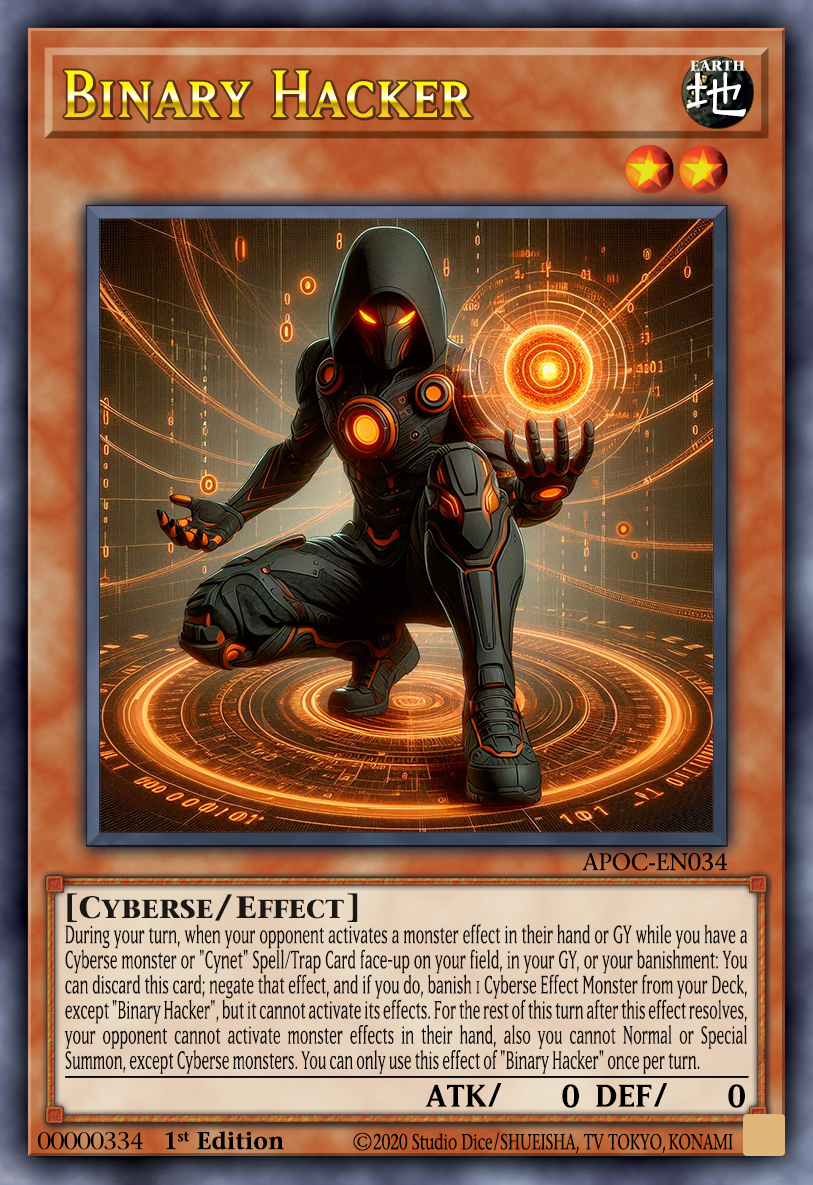 Binary Hacker
EARTH
地
APOC-EN034
[Cyberse/Effect]
During your turn, when your opponent activates a monster effect in their hand or GY while you have a
Cyberse monster or "Cynet" Spell/Trap Card face-up on your field, in your GY, or your banishment: You
can discard this card; negate that effect, and if you do, banish 1 Cyberse Effect Monster from your Deck,
except "Binary Hacker", but it cannot activate its effects. For the rest of this turn after this effect resolves,
your opponent cannot activate monster effects in their hand, also you cannot Normal or Special
Summon, except Cyberse monsters. You can only use this effect of "Binary Hacker" once per turn.
ATK/ 0 DEF/ 0
00000334 1st Edition ©2020 Studio Dice/SHUEISHA, TV TOKYO, KONAMI